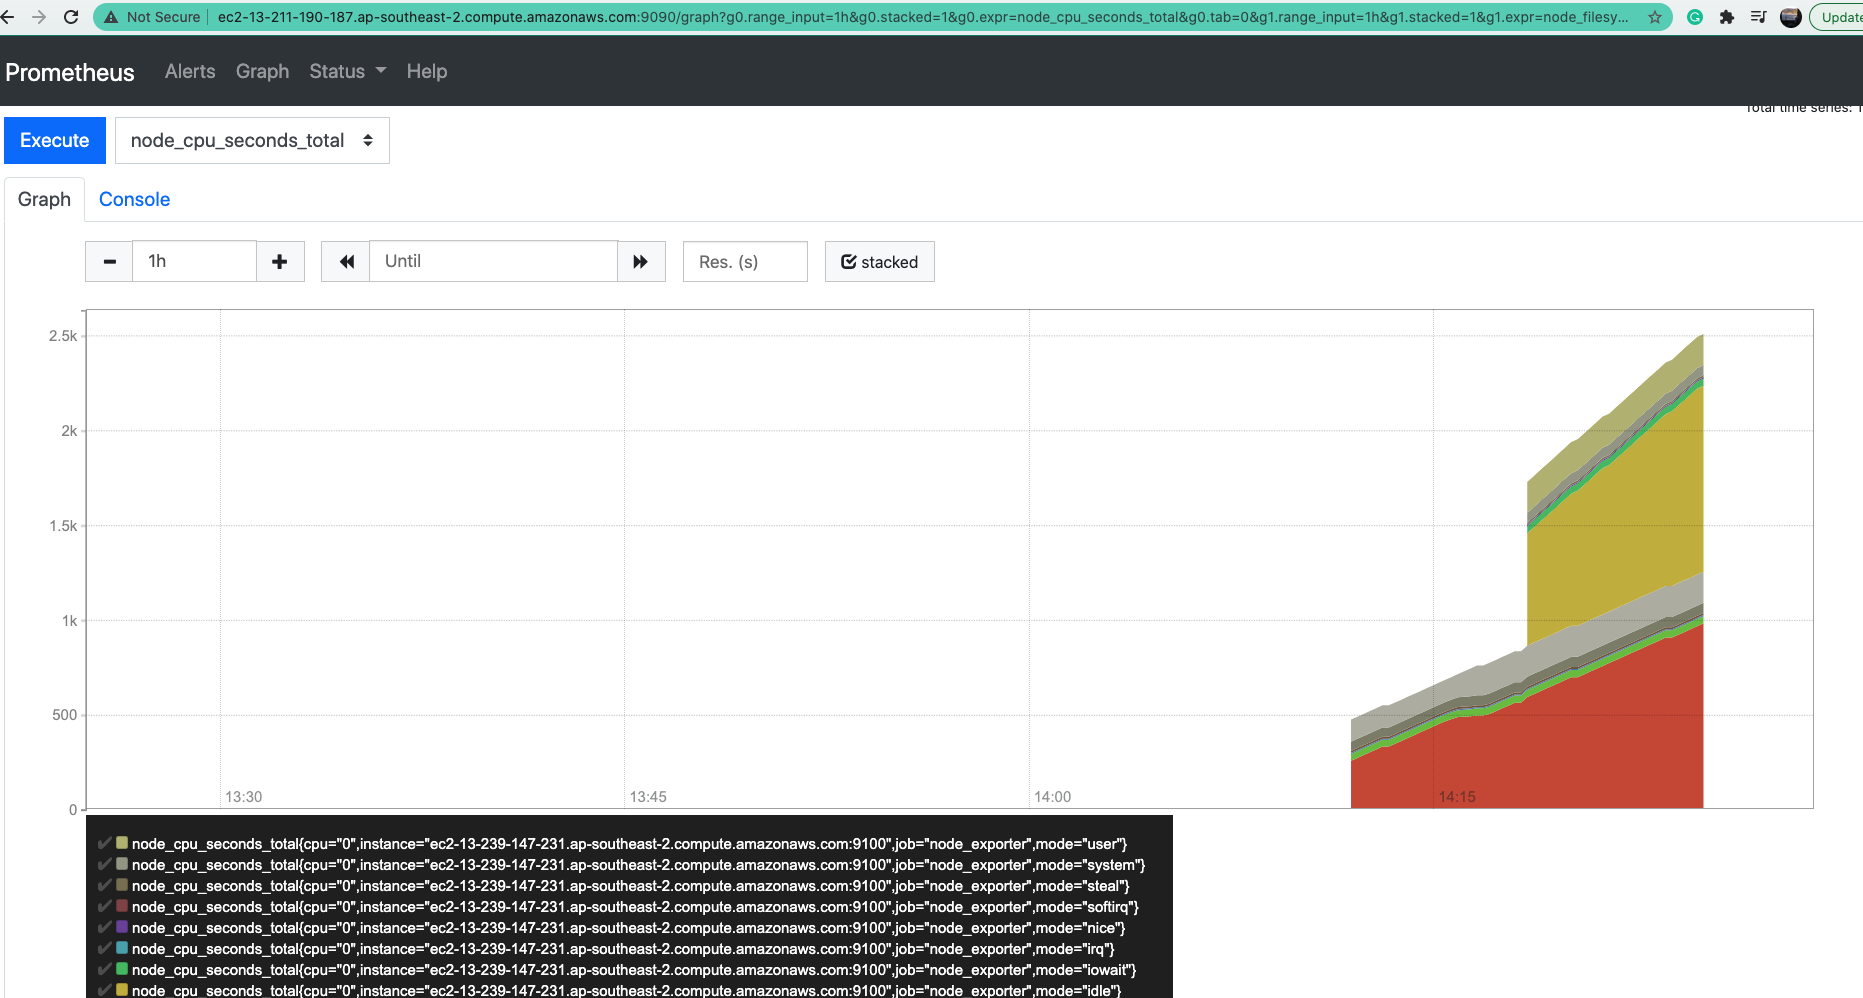 Not Secure ec2-13-211-190-187.ap-southeast-2.compute.amazonaws.com:9090/graph?g0.range_input=1h&g0.stacked=1&g0.expr=node_cpu_seconds_total&g0.tab=0&g1.range_input=1h&g1.stacked=1&g1.expr=node_filesy... Update
Prometheus Alerts Graph Status Help
Total time series:
Execute node_cpu_seconds_total
Graph Console
1h Until Res. (s) stacked
2.5k
2k
1.5k
1k
500
0
13:30 13:45 14:00 14:15
node_cpu_seconds_total{cpu="0",instance="ec2-13-239-147-231.ap-southeast-2.compute.amazonaws.com:9100",job="node_exporter",mode="user"}
node_cpu_seconds_total{cpu="0",instance="ec2-13-239-147-231.ap-southeast-2.compute.amazonaws.com:9100",job="node_exporter",mode="system"}
node_cpu_seconds_total{cpu="0",instance="ec2-13-239-147-231.ap-southeast-2.compute.amazonaws.com:9100",job="node_exporter",mode="steal"}
node_cpu_seconds_total{cpu="0",instance="ec2-13-239-147-231.ap-southeast-2.compute.amazonaws.com:9100",job="node_exporter",mode="softirq"}
node_cpu_seconds_total{cpu="0",instance="ec2-13-239-147-231.ap-southeast-2.compute.amazonaws.com:9100",job="node_exporter",mode="nice"}
node_cpu_seconds_total{cpu="0",instance="ec2-13-239-147-231.ap-southeast-2.compute.amazonaws.com:9100",job="node_exporter",mode="irq"}
node_cpu_seconds_total{cpu="0",instance="ec2-13-239-147-231.ap-southeast-2.compute.amazonaws.com:9100",job="node_exporter",mode="iowait"}
node_cpu_seconds_total{cpu="0",instance="ec2-13-239-147-231.ap-southeast-2.compute.amazonaws.com:9100",job="node_exporter",mode="idle"}